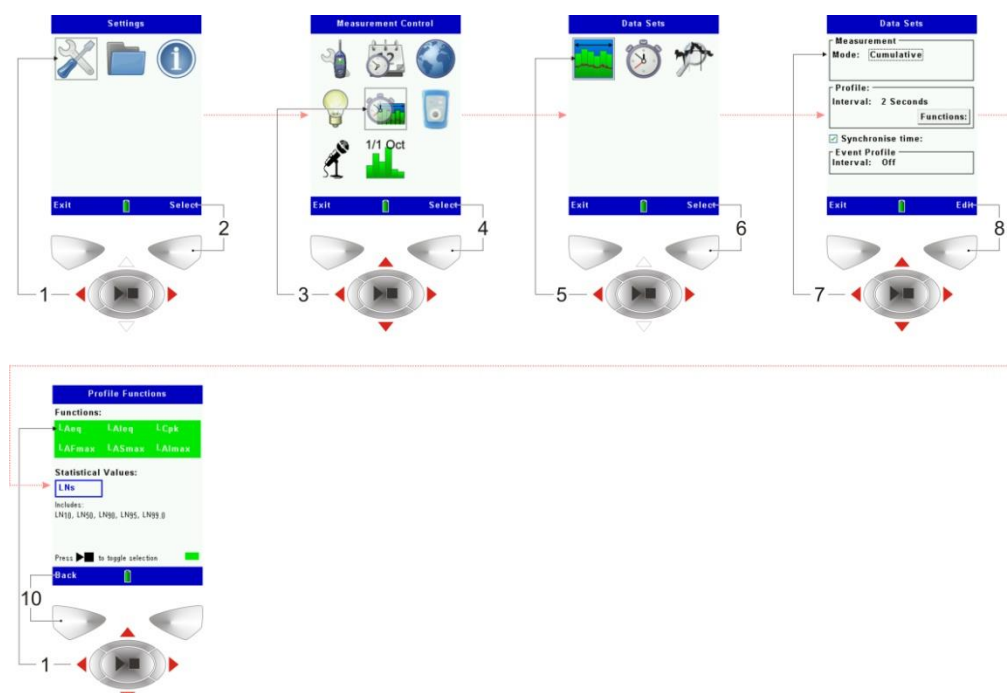 Settings
Exit
Select
2
1
Measurement Control
1/1 Oct
Exit
Select
4
3
Data Sets
Exit
Select
6
5
Data Sets
Measurement
Mode: Cumulative
Profile:
Interval: 2 Seconds
Functions:
Synchronise time:
Event Profile
Interval: Off
Exit
Edit
8
7
Profile Functions
Functions:
LAeq LAIeq LCpk
LAFmax LASmax LAImax
Statistical Values:
LNs
Includes:
LN10, LN50, LN90, LN95, LN99.0
Press to toggle selection
Back
10
1